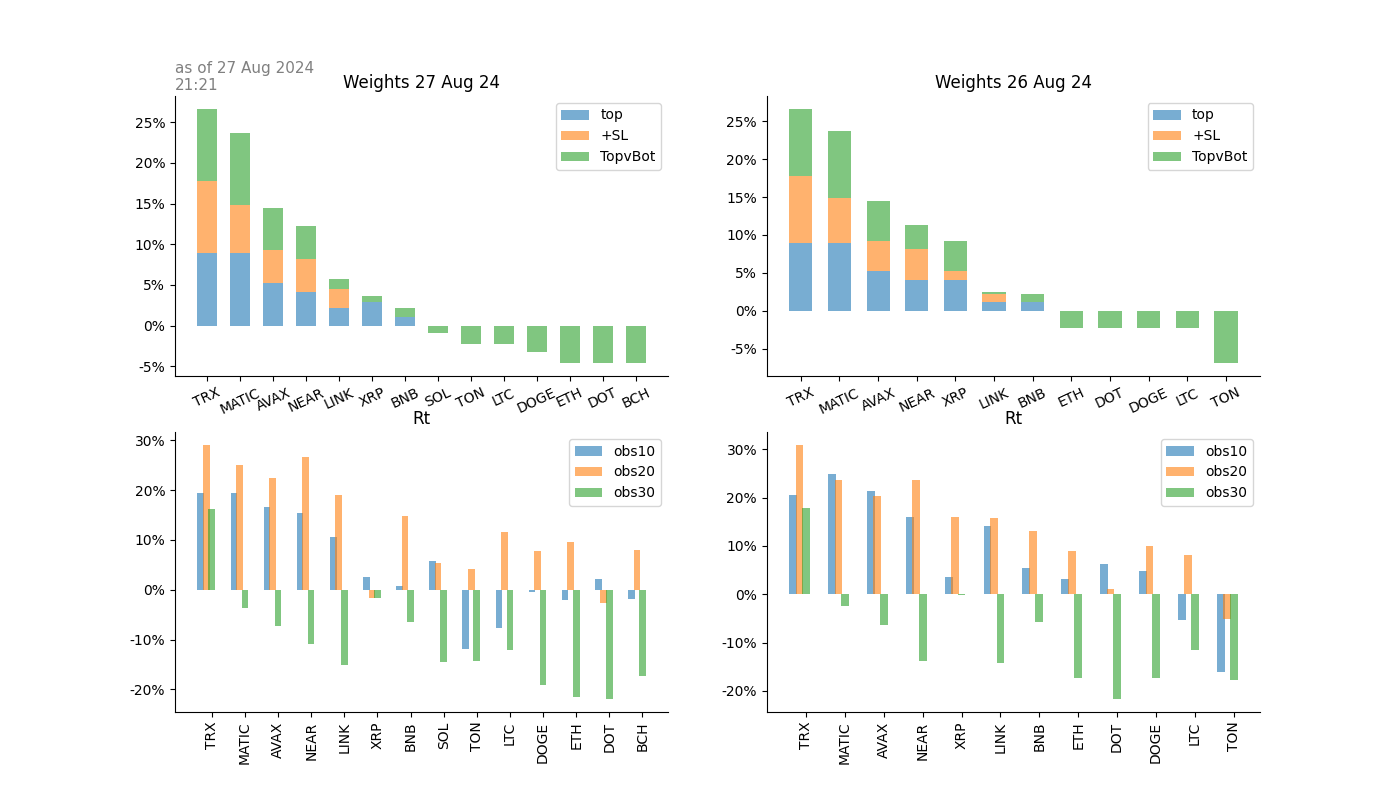 as of 27 Aug 2024
21:21
Weights 27 Aug 24
25%
20%
15%
10%
5%
0%
-5%
top
+SL
TopvBot
TRX MATIC AVAX NEAR LINK XRP BNB SOL TON LTC DOGE ETH DOT BCH
Weights 26 Aug 24
25%
20%
15%
10%
5%
0%
-5%
top
+SL
TopvBot
TRX MATIC AVAX NEAR XRP LINK BNB ETH DOT DOGE LTC TON
Rt
30%
20%
10%
0%
-10%
-20%
obs10
obs20
obs30
TRX MATIC AVAX NEAR LINK XRP BNB SOL TON LTC DOGE ETH DOT BCH
Rt
30%
20%
10%
0%
-10%
-20%
obs10
obs20
obs30
TRX MATIC AVAX NEAR XRP LINK BNB ETH DOT DOGE LTC TON